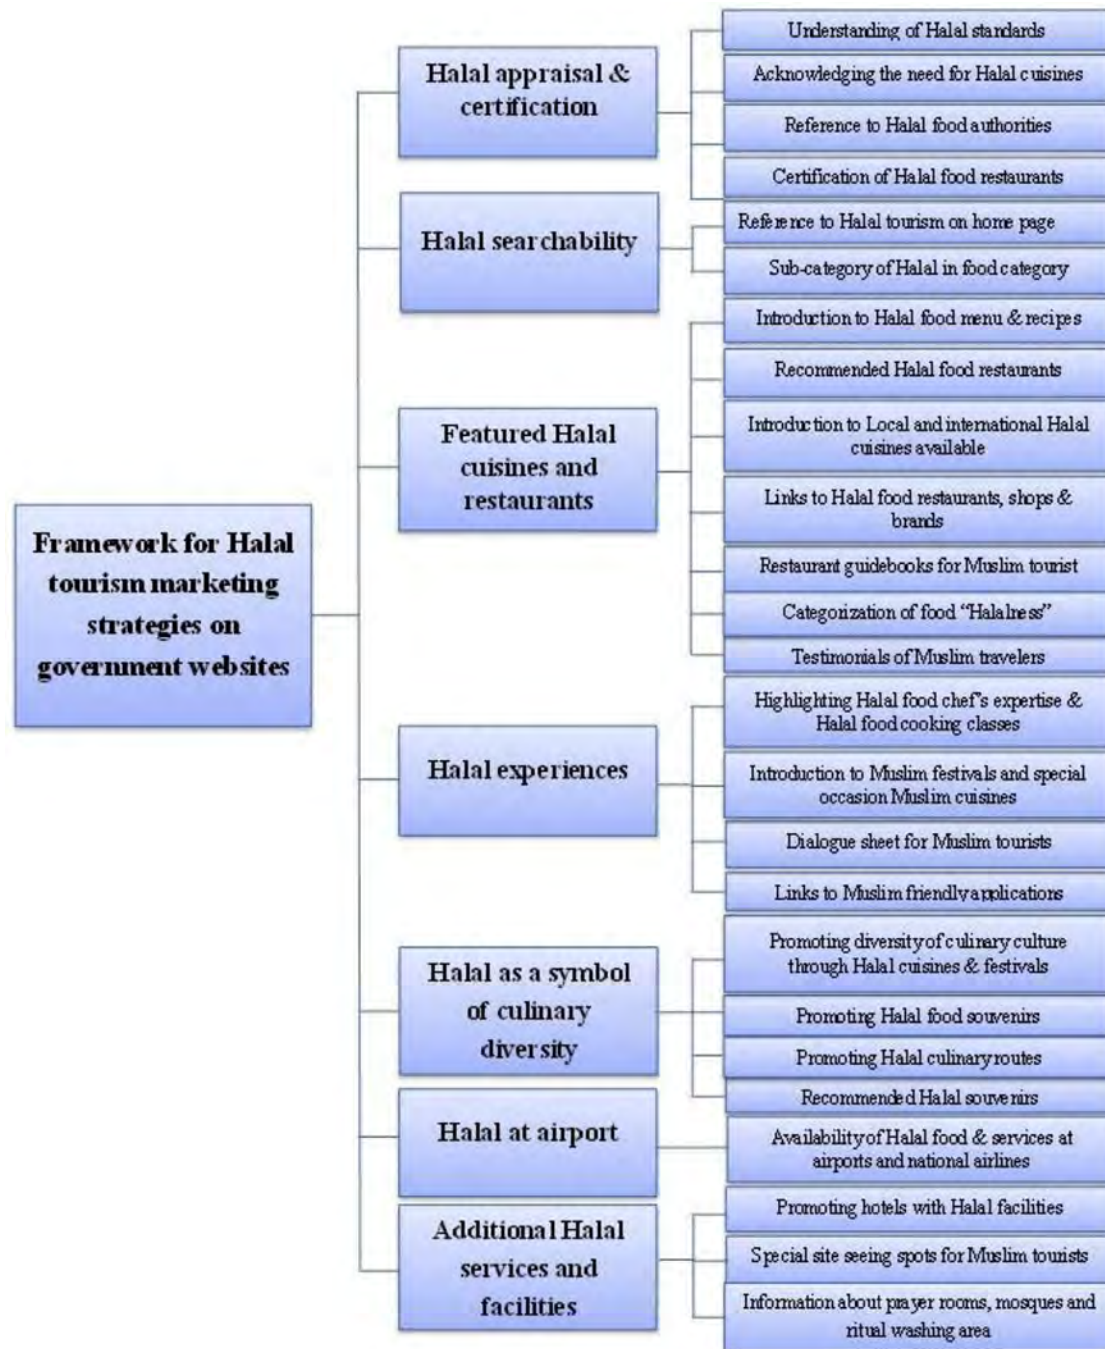 Framework for Halal
tourism marketing
strategies on
government websites
Halal appraisal &
certification
Understanding of Halal standards
Acknowledging the need for Halal cuisines
Reference to Halal food authorities
Certification of Halal food restaurants
Halal searchability
Reference to Halal tourism on home page
Sub-category of Halal in food category
Featured Halal
cuisines and
restaurants
Introduction to Halal food menu & recipes
Recommended Halal food restaurants
Introduction to Local and international Halal
cuisines available
Links to Halal food restaurants, shops &
brands
Restaurant guidebooks for Muslim tourist
Categorization of food “Halalness”
Testimonials of Muslim travelers
Halal experiences
Highlighting Halal food chef's expertise &
Halal food cooking classes
Introduction to Muslim festivals and special
occasion Muslim cuisines
Dialogue sheet for Muslim tourists
Links to Muslim friendly applications
Halal as a symbol
of culinary
diversity
Promoting diversity of culinary culture
through Halal cuisines & festivals
Promoting Halal food souvenirs
Promoting Halal culinary routes
Recommended Halal souvenirs
Halal at airport
Availability of Halal food & services at
airports and national airlines
Additional Halal
services and
facilities
Promoting hotels with Halal facilities
Special site seeing spots for Muslim tourists
Information about prayer rooms, mosques and
ritual washing area